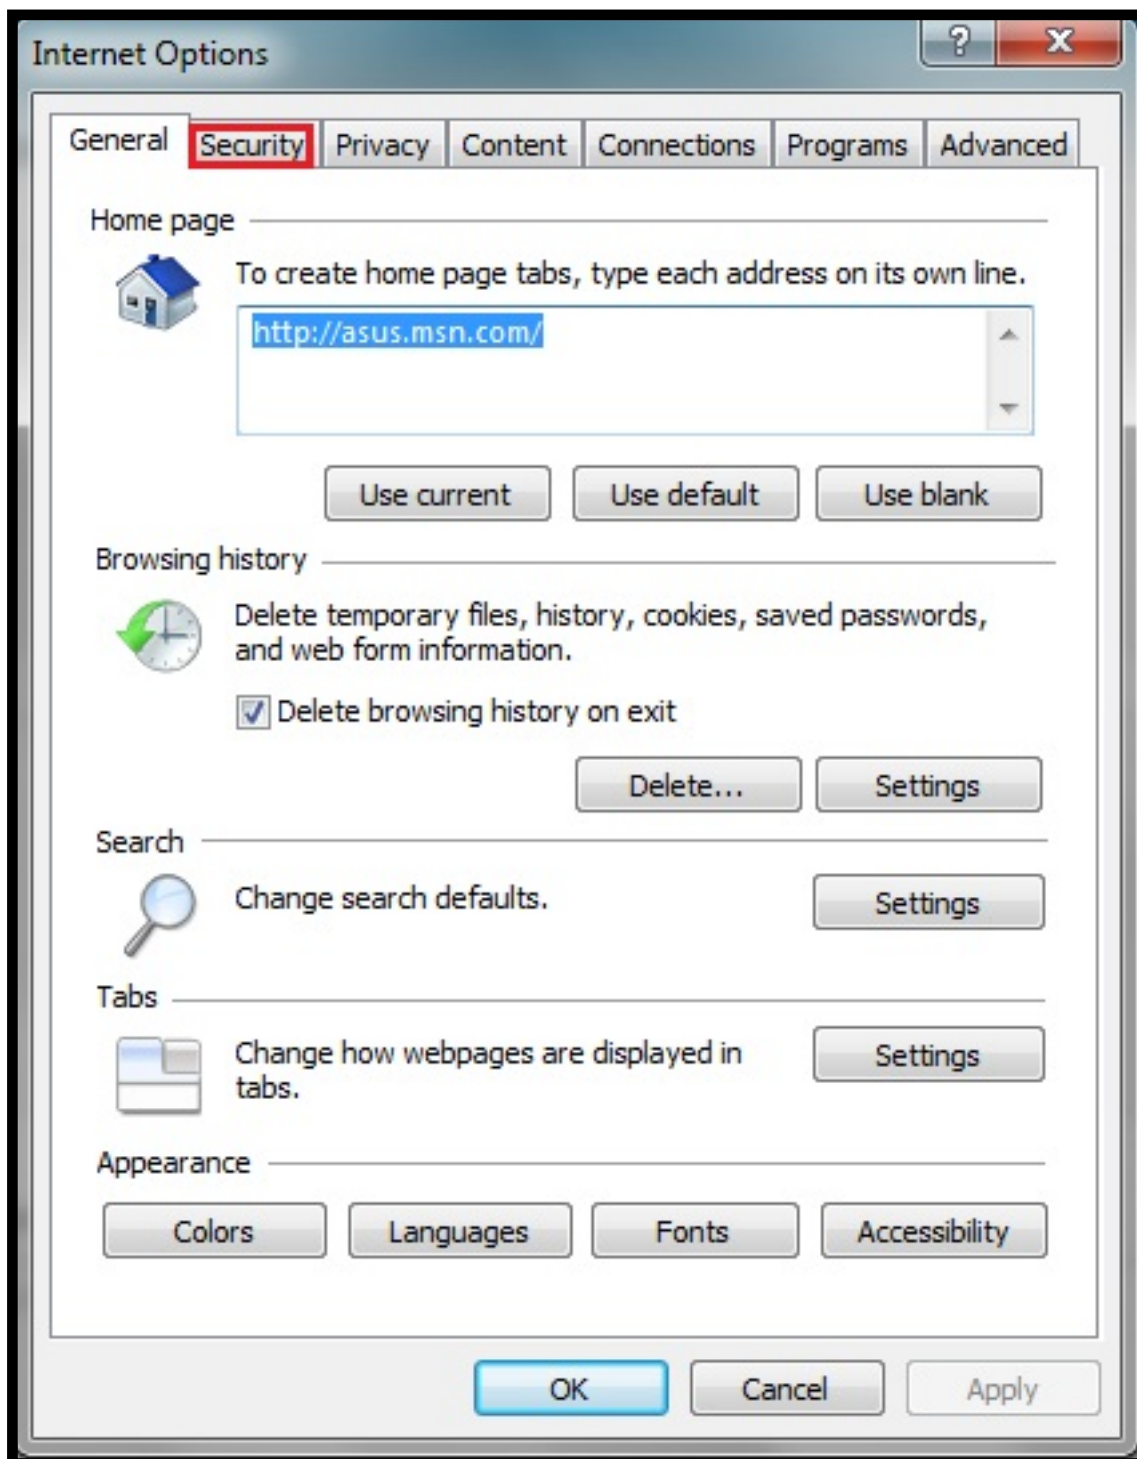 Internet Options
?
General Security Privacy Content Connections Programs Advanced
Home page
To create home page tabs, type each address on its own line.
http://asus.msn.com/
Use current Use default Use blank
Browsing history
Delete temporary files, history, cookies, saved passwords,
and web form information.
Delete browsing history on exit
Delete... Settings
Search
Change search defaults.
Settings
Tabs
Change how webpages are displayed in
tabs.
Settings
Appearance
Colors Languages Fonts Accessibility
OK Cancel Apply